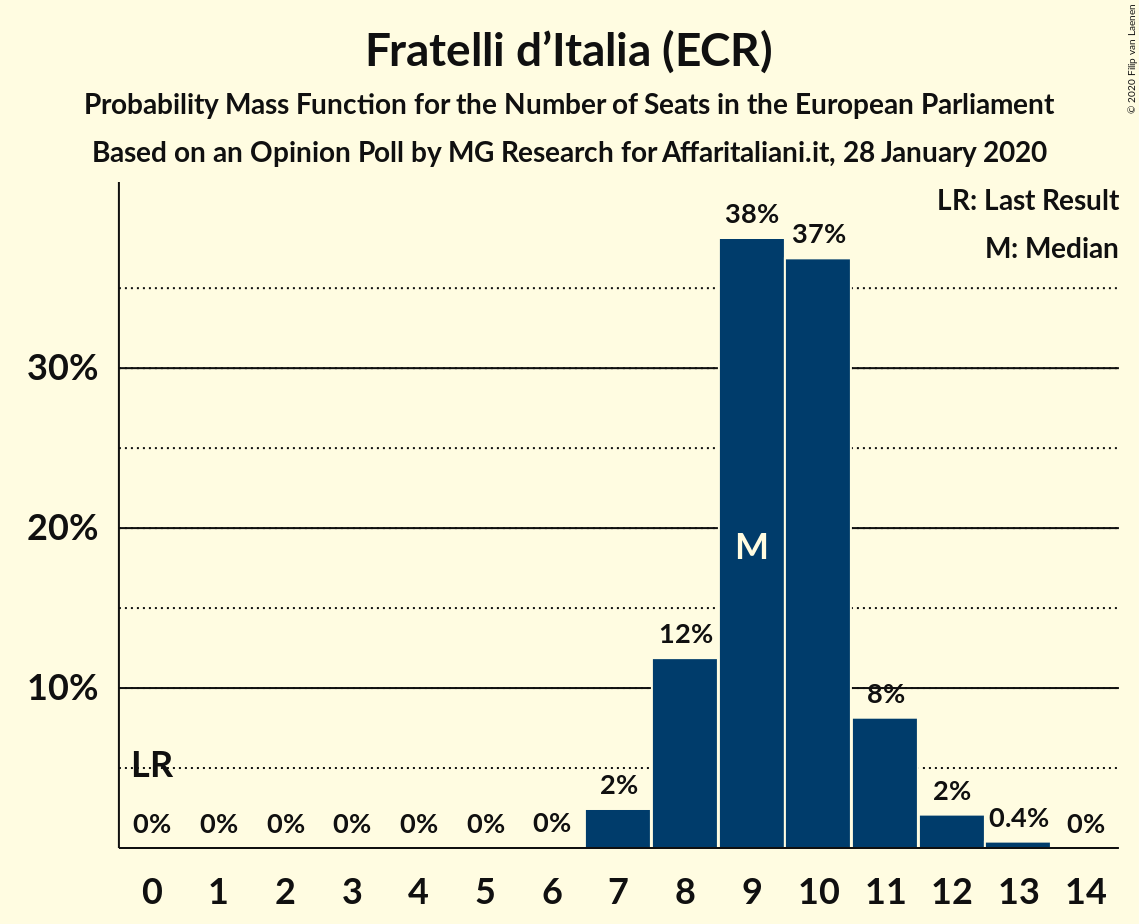 Fratelli d’Italia (ECR)
Probability Mass Function for the Number of Seats in the European Parliament
Based on an Opinion Poll by MG Research for Affaritaliani.it, 28 January 2020
© 2020 Filip van Laenen
LR: Last Result
M: Median
38%
37%
30%
20%
M
12%
10%
8%
LR
2%
2%
0% 0% 0% 0% 0% 0% 0%
0.4%
0%
0 1 2 3 4 5 6 7 8 9 10 11 12 13 14